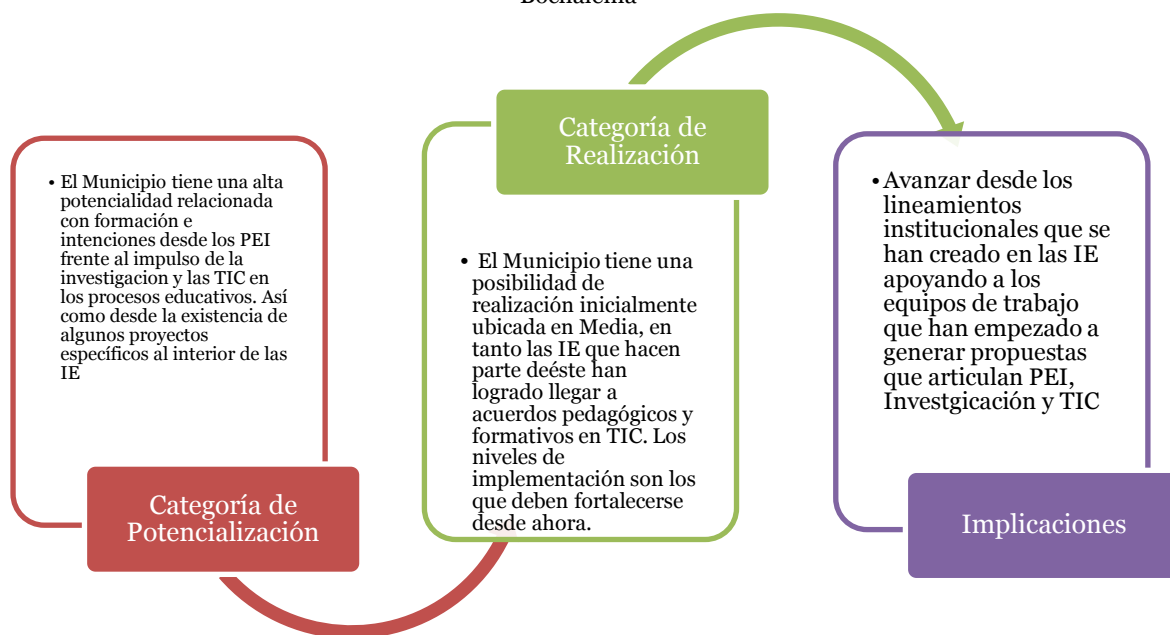 • El Municipio tiene una alta
potencialidad relacionada
con formación e
intenciones desde los PEI
frente al impulso de la
investigacion y las TIC en
los procesos educativos. Así
como desde la existencia de
algunos proyectos
específicos al interior de las
IE
Categoría de
Potencialización
Categoría de
Realización
• El Municipio tiene una
posibilidad de
realización inicialmente
ubicada en Media, en
tanto las IE que hacen
parte deéste han
logrado llegar a
acuerdos pedagógicos y
formativos en TIC. Los
niveles de
implementación son los
que deben fortalecerse
desde ahora.
• Avanzar desde los
lineamientos
institucionales que se
han creado en las IE
apoyando a los
equipos de trabajo
que han empezado a
generar propuestas
que articulan PEI,
Investgicación y TIC
Implicaciones